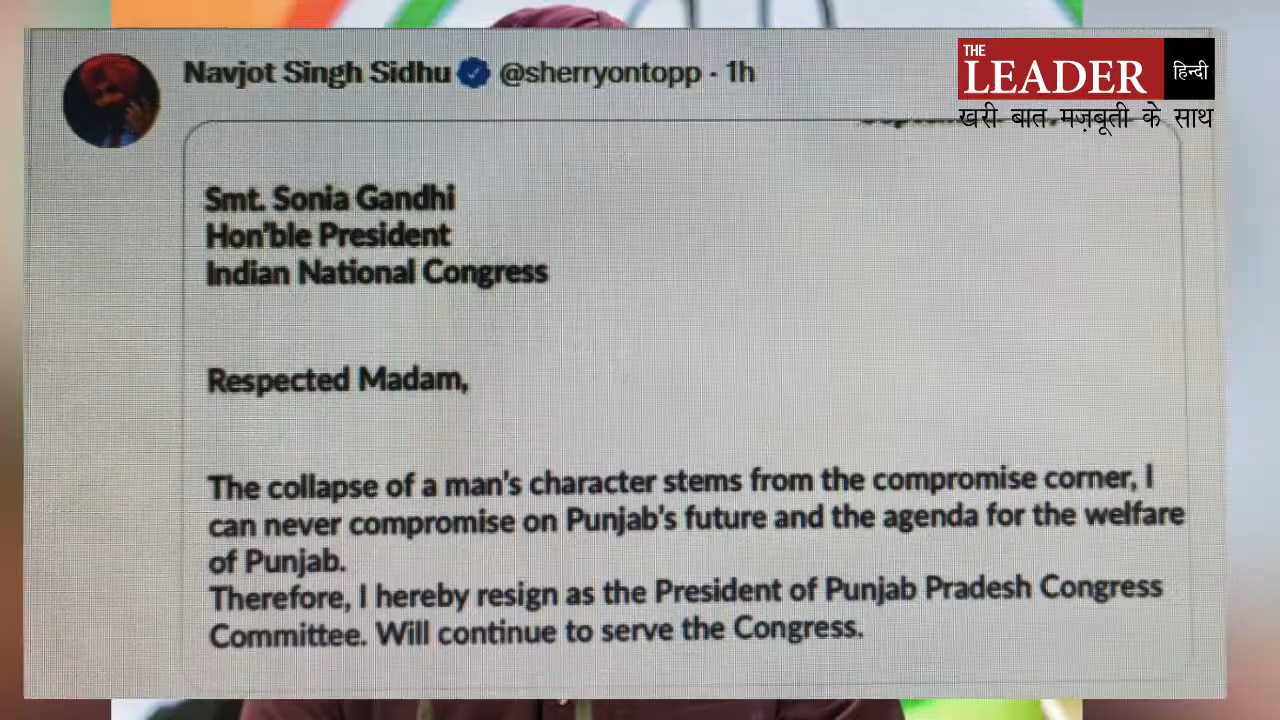 Navjot Singh Sidhu @sherryontopp · 1h
THE
LEADER हिन्दी
खरी बात मज़बूती के साथ
Smt. Sonia Gandhi
Hon'ble President
Indian National Congress
Respected Madam,
The collapse of a man's character stems from the compromise corner, I
can never compromise on Punjab's future and the agenda for the welfare
of Punjab.
Therefore, I hereby resign as the President of Punjab Pradesh Congress
Committee. Will continue to serve the Congress.